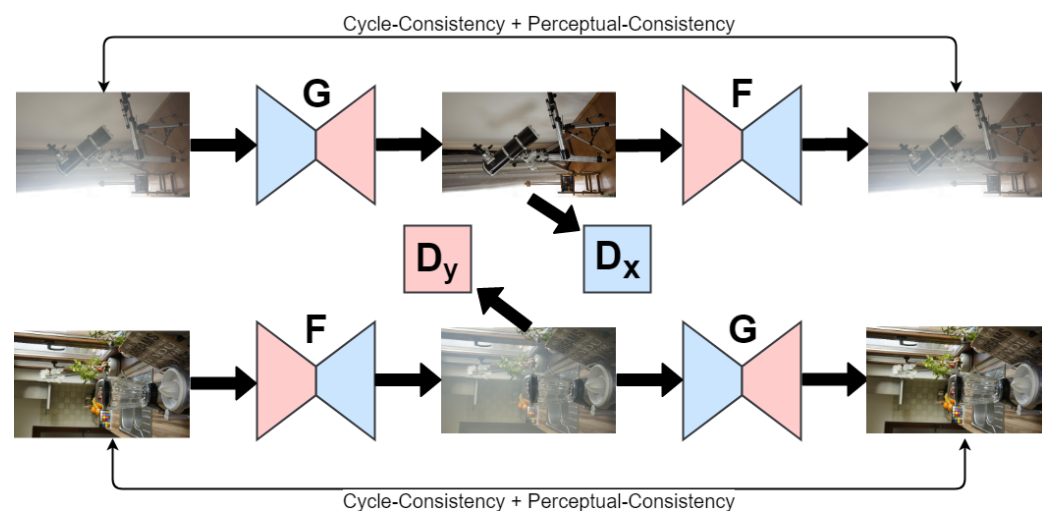 Cycle-Consistency + Perceptual-Consistency
G
F
Dy
Dx
F
G
Cycle-Consistency + Perceptual-Consistency